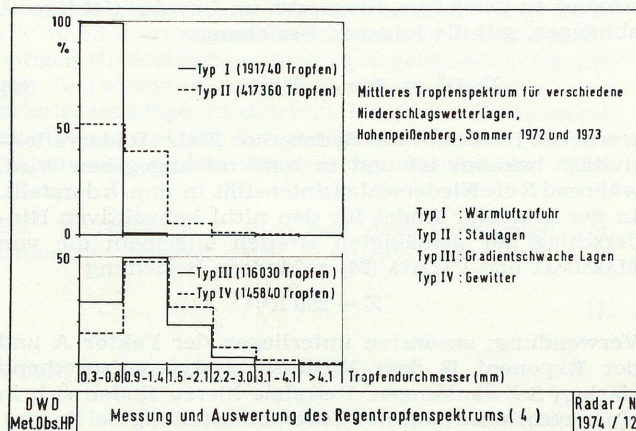 100
%
50
0
50
Typ I (191740 Tropfen)
Typ II (417360 Tropfen)
Mittleres Tropfenspektrum für verschiedene
Niederschlagswetterlagen,
Hohenpeißenberg, Sommer 1972 und 1973
Typ I : Warmluftzufuhr
Typ II : Staulagen
Typ III : Gradientschwache Lagen
Typ IV : Gewitter
Typ III (116030 Tropfen)
Typ IV (145840 Tropfen)
0.3-0.8 0.9-1.4 1.5-2.1 2.2-3.0 3.1-4.1 >4.1 Tropfendurchmesser (mm)
DWD
Met.Obs.HP
Messung und Auswertung des Regentropfenspektrums (4)
Radar / N
1974 / 12